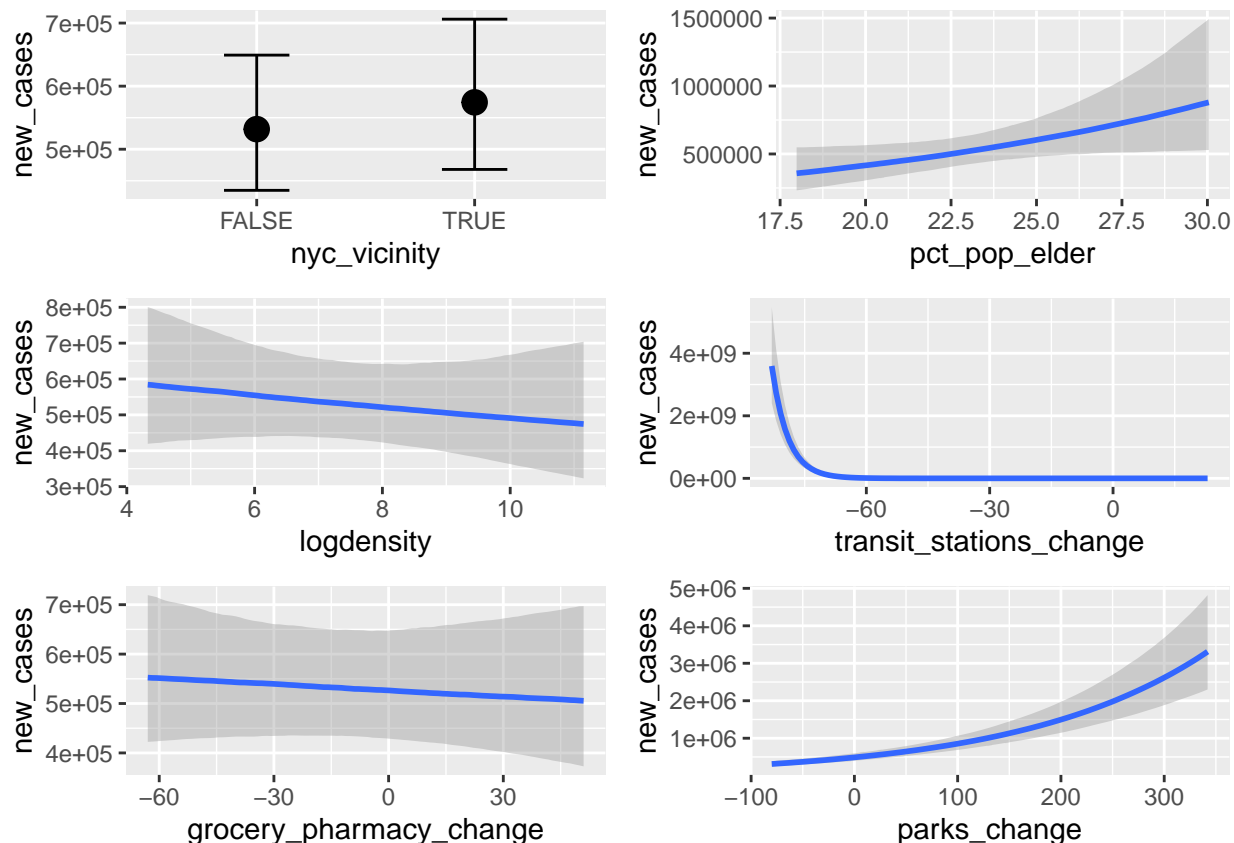 new_cases
7e+05
6e+05
5e+05
FALSE TRUE
nyc_vicinity
new_cases
1500000
1000000
500000
17.5 20.0 22.5 25.0 27.5 30.0
pct_pop_elder
new_cases
8e+05
7e+05
6e+05
5e+05
4e+05
3e+05
4 6 8 10
logdensity
new_cases
4e+09
2e+09
0e+00
−60 −30 0
transit_stations_change
new_cases
7e+05
6e+05
5e+05
4e+05
−60 −30 0 30
grocery_pharmacy_change
new_cases
5e+06
4e+06
3e+06
2e+06
1e+06
−100 0 100 200 300
parks_change